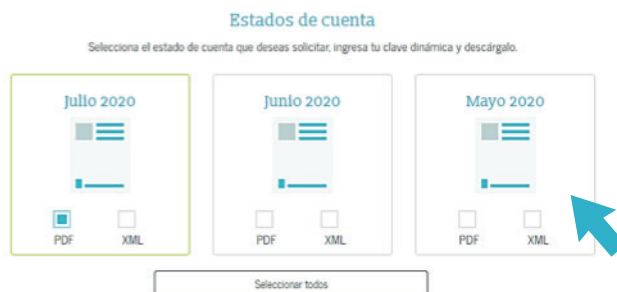 Estados de cuenta
Selecciona el estado de cuenta que deseas solicitar, ingresa tu clave dinámica y descárgalo.
Julio 2020
Junio 2020
Mayo 2020
PDF XML
PDF XML
PDF XML
Seleccionar todos